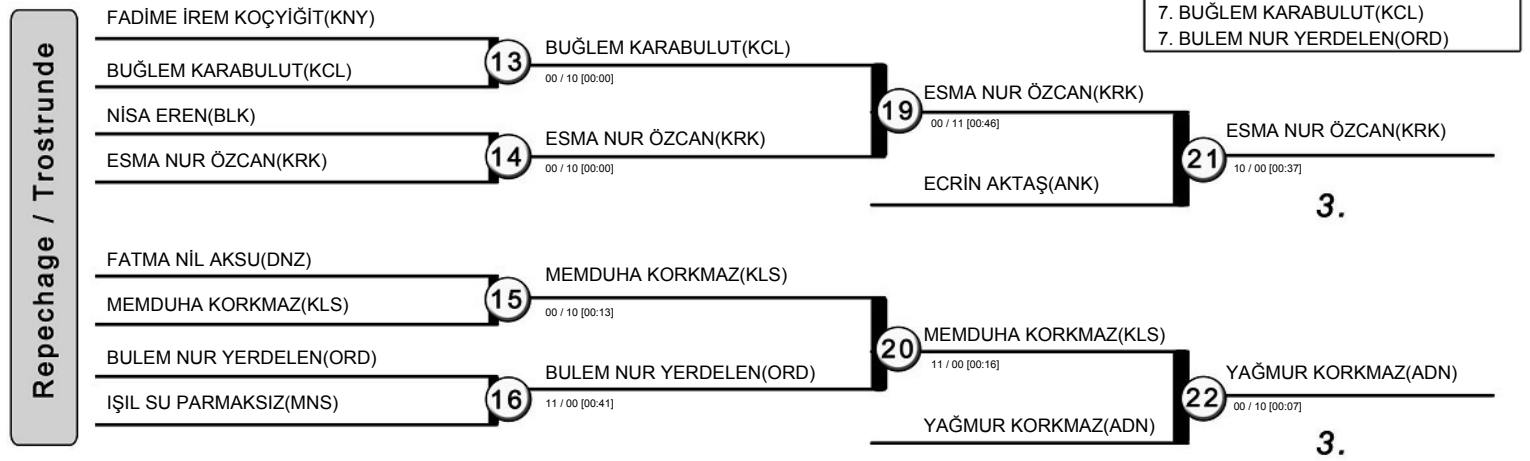 Repechage / Trostrunde
7. BUĞLEM KARABULUT(KCL)
7. BULEM NUR YERDELEN(ORD)
FADİME İREM KOÇYİĞİT(KNY)
BUĞLEM KARABULUT(KCL)
13
BUĞLEM KARABULUT(KCL)
00 / 10 [00:00]
NİSA EREN(BLK)
ESMA NUR ÖZCAN(KRK)
14
ESMA NUR ÖZCAN(KRK)
00 / 10 [00:00]
19
ESMA NUR ÖZCAN(KRK)
00 / 11 [00:46]
ECRİN AKTAŞ(ANK)
21
ESMA NUR ÖZCAN(KRK)
10 / 00 [00:37]
3.
FATMA NİL AKSU(DNZ)
MEMDUHA KORKMAZ(KLS)
15
MEMDUHA KORKMAZ(KLS)
00 / 10 [00:13]
BULEM NUR YERDELEN(ORD)
IŞIL SU PARMAKSIZ(MNS)
16
BULEM NUR YERDELEN(ORD)
11 / 00 [00:41]
20
MEMDUHA KORKMAZ(KLS)
11 / 00 [00:16]
YAĞMUR KORKMAZ(ADN)
22
YAĞMUR KORKMAZ(ADN)
00 / 10 [00:07]
3.